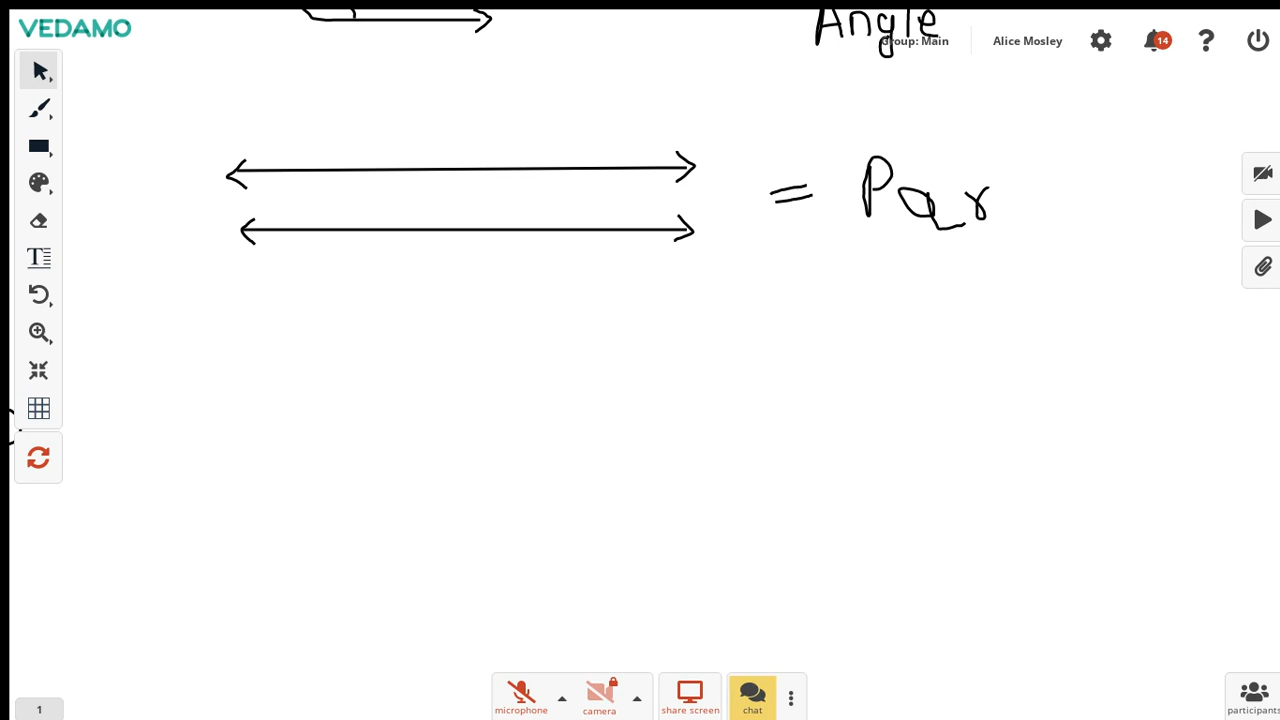 VEDAMO
Angle
Group: Main
Alice Mosley
14
= Par
T
1
microphone
camera
share screen
chat
participants